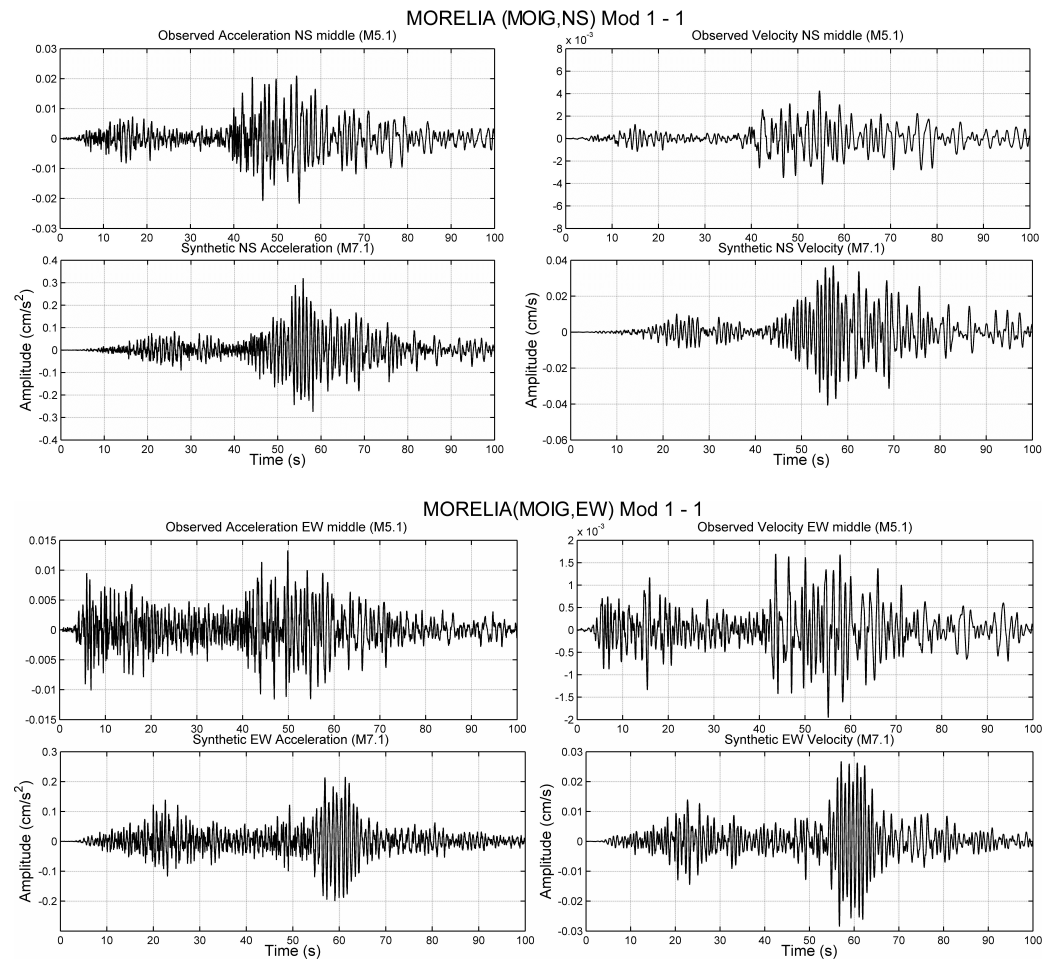 MORELIA (MOIG,NS) Mod 1 - 1
Observed Acceleration NS middle (M5.1)
0.03
0.02
0.01
0
-0.01
-0.02
-0.03
0 10 20 30 40 50 60 70 80 90 100
Observed Velocity NS middle (M5.1)
x 10-3
8
6
4
2
0
-2
-4
-6
-8
0 10 20 30 40 50 60 70 80 90 100
Synthetic NS Acceleration (M7.1)
Amplitude (cm/s2)
0.4
0.3
0.2
0.1
0
-0.1
-0.2
-0.3
-0.4
0 10 20 30 40 50 60 70 80 90 100
Time (s)
Synthetic NS Velocity (M7.1)
Amplitude (cm/s)
0.04
0.02
0
-0.02
-0.04
-0.06
0 10 20 30 40 50 60 70 80 90 100
Time (s)
MORELIA(MOIG,EW) Mod 1 - 1
Observed Acceleration EW middle (M5.1)
0.015
0.01
0.005
0
-0.005
-0.01
-0.015
0 10 20 30 40 50 60 70 80 90 100
Observed Velocity EW middle (M5.1)
x 10-3
2
1.5
1
0.5
0
-0.5
-1
-1.5
-2
0 10 20 30 40 50 60 70 80 90 100
Synthetic EW Acceleration (M7.1)
Amplitude (cm/s2)
0.3
0.2
0.1
0
-0.1
-0.2
0 10 20 30 40 50 60 70 80 90 100
Time (s)
Synthetic EW Velocity (M7.1)
Amplitude (cm/s)
0.03
0.02
0.01
0
-0.01
-0.02
-0.03
0 10 20 30 40 50 60 70 80 90 100
Time (s)